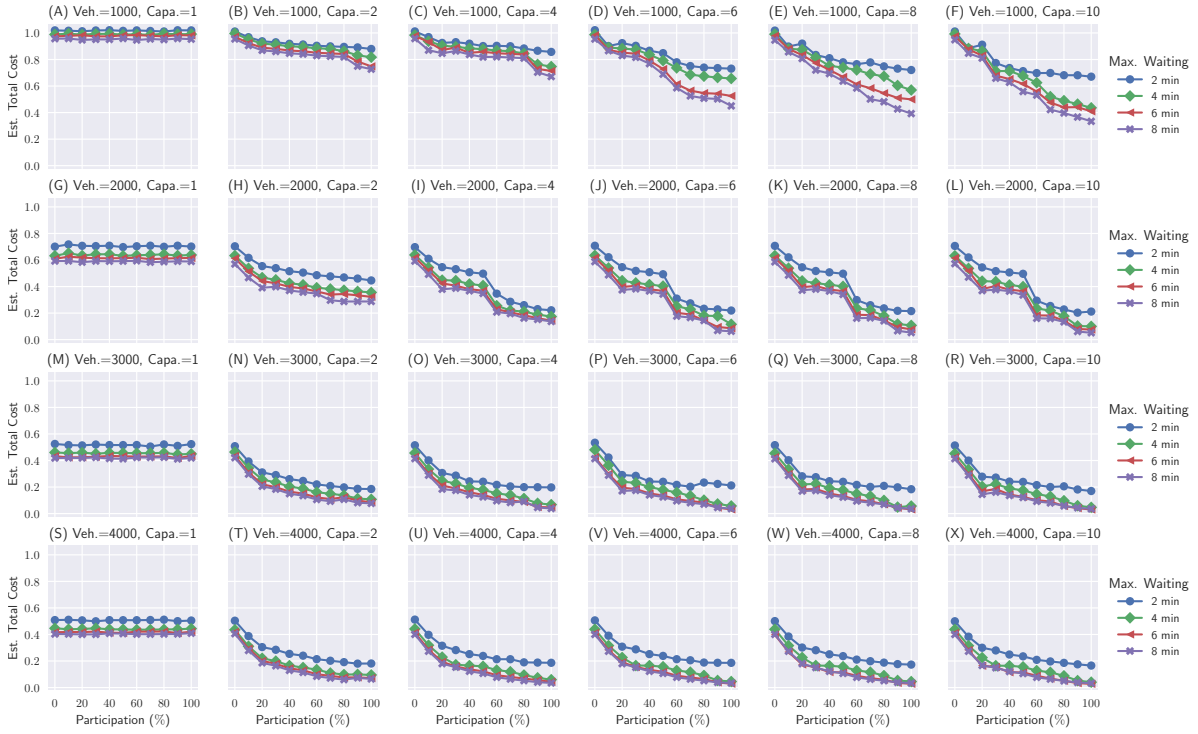 (A) Veh.=1000, Capa.=1
(B) Veh.=1000, Capa.=2
(C) Veh.=1000, Capa.=4
(D) Veh.=1000, Capa.=6
(E) Veh.=1000, Capa.=8
(F) Veh.=1000, Capa.=10
1.0
0.8
0.6
0.4
0.2
0.0
Est. Total Cost
Max. Waiting
2 min
4 min
6 min
8 min
(G) Veh.=2000, Capa.=1
(H) Veh.=2000, Capa.=2
(I) Veh.=2000, Capa.=4
(J) Veh.=2000, Capa.=6
(K) Veh.=2000, Capa.=8
(L) Veh.=2000, Capa.=10
1.0
0.8
0.6
0.4
0.2
0.0
Est. Total Cost
Max. Waiting
2 min
4 min
6 min
8 min
(M) Veh.=3000, Capa.=1
(N) Veh.=3000, Capa.=2
(O) Veh.=3000, Capa.=4
(P) Veh.=3000, Capa.=6
(Q) Veh.=3000, Capa.=8
(R) Veh.=3000, Capa.=10
1.0
0.8
0.6
0.4
0.2
0.0
Est. Total Cost
Max. Waiting
2 min
4 min
6 min
8 min
(S) Veh.=4000, Capa.=1
(T) Veh.=4000, Capa.=2
(U) Veh.=4000, Capa.=4
(V) Veh.=4000, Capa.=6
(W) Veh.=4000, Capa.=8
(X) Veh.=4000, Capa.=10
1.0
0.8
0.6
0.4
0.2
0.0
Est. Total Cost
Max. Waiting
2 min
4 min
6 min
8 min
0 20 40 60 80 100
0 20 40 60 80 100
0 20 40 60 80 100
0 20 40 60 80 100
0 20 40 60 80 100
0 20 40 60 80 100
Participation (%)
Participation (%)
Participation (%)
Participation (%)
Participation (%)
Participation (%)